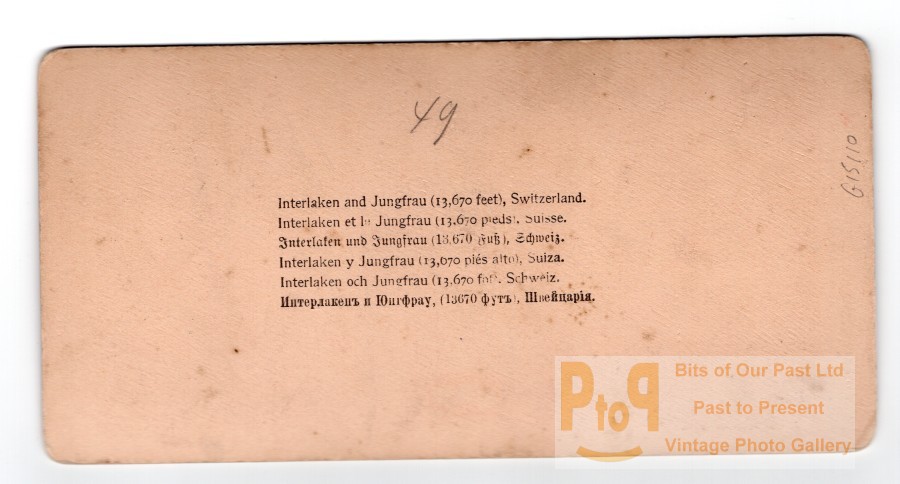 49
G15110
Interlaken and Jungfrau (13,670 feet), Switzerland.
Interlaken et la Jungfrau (13,670 pieds), Suisse.
Interlaken und Jungfrau (13,670 Fuß), Schweiz.
Interlaken y Jungfrau (13,670 piés alto), Suiza.
Interlaken och Jungfrau (13,670 fot), Schweiz.
Интерлакенъ и Юнгфрау, (13670 футъ), Швейцарія.
PtoP
Bits of Our Past Ltd
Past to Present
Vintage Photo Gallery